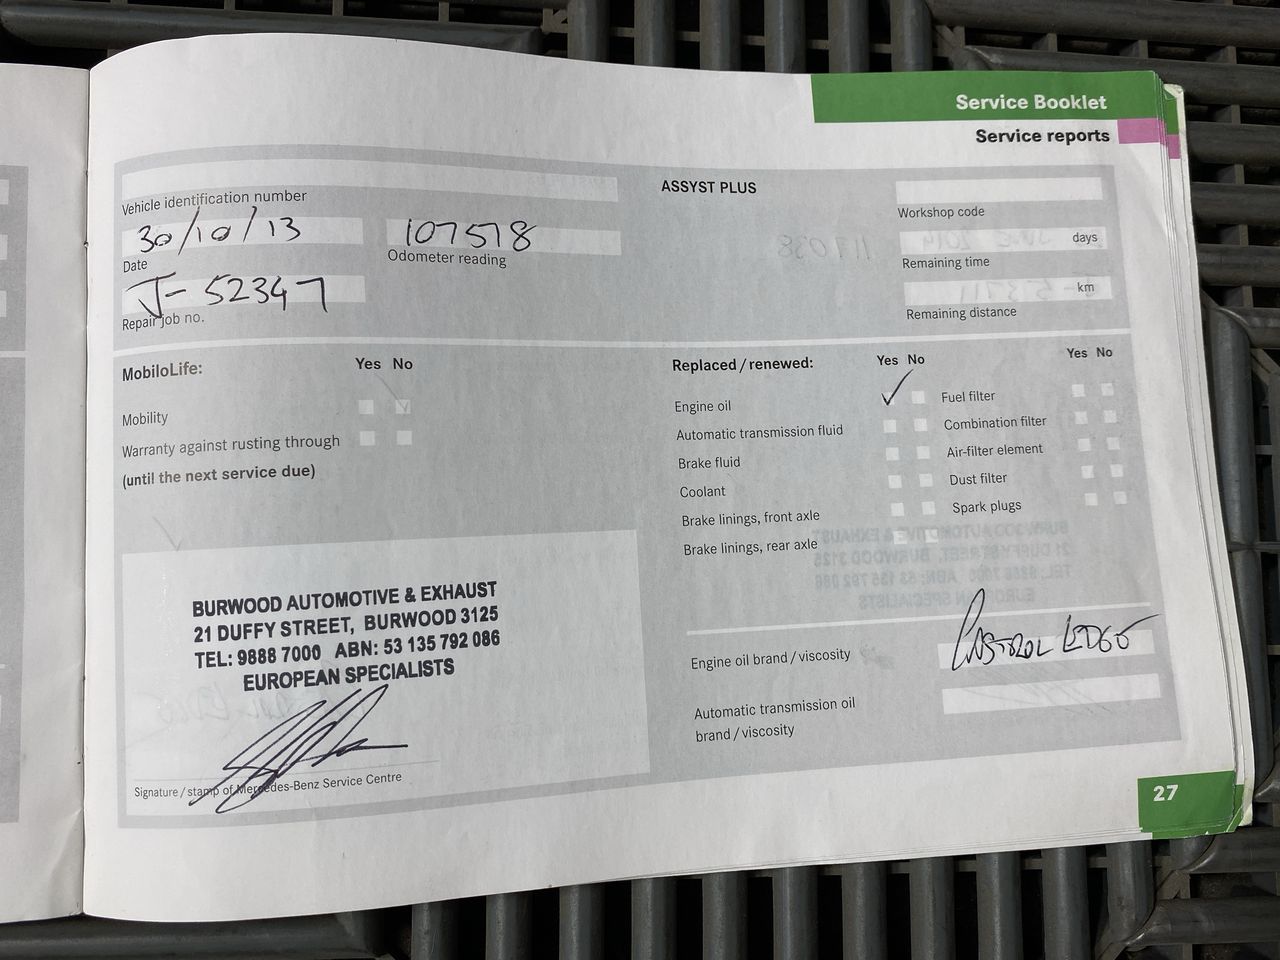 Service Booklet
Service reports
Vehicle identification number
ASSYST PLUS
Workshop code
30/10/13
Date
107578
Odometer reading
days
Remaining time
J- 52347
Repair job no.
km
Remaining distance
MobiloLife: Yes No
Mobility
Warranty against rusting through
(until the next service due)
Replaced / renewed: Yes No Yes No
Engine oil
Automatic transmission fluid
Brake fluid
Coolant
Brake linings, front axle
Brake linings, rear axle
Fuel filter
Combination filter
Air-filter element
Dust filter
Spark plugs
BURWOOD AUTOMOTIVE & EXHAUST
21 DUFFY STREET, BURWOOD 3125
TEL: 9888 7000 ABN: 53 135 792 086
EUROPEAN SPECIALISTS
Signature / stamp of Mercedes-Benz Service Centre
Engine oil brand / viscosity
CASTROL EDGE
Automatic transmission oil
brand / viscosity
27